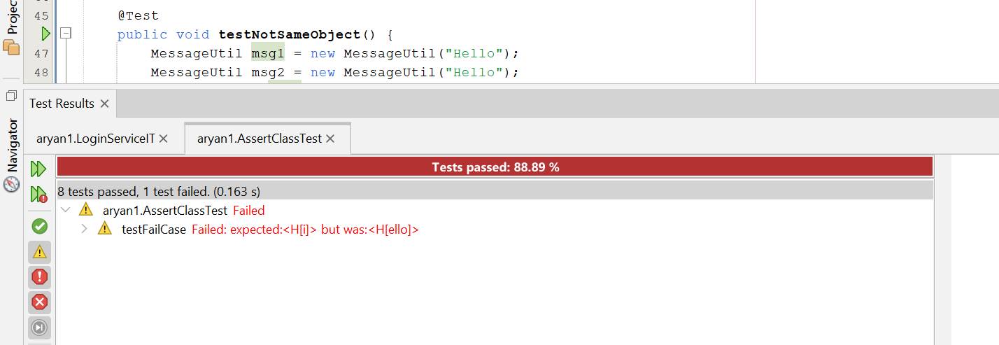 Projec
45 @Test
public void testNotSameObject() {
47 MessageUtil msg1 = new MessageUtil("Hello");
48 MessageUtil msg2 = new MessageUtil("Hello");
Test Results
Navigator
aryan1.LoginServiceIT aryan1.AssertClassTest
Tests passed: 88.89 %
8 tests passed, 1 test failed. (0.163 s)
aryan1.AssertClassTest Failed
testFailCase Failed: expected:<H[i]> but was:<H[ello]>